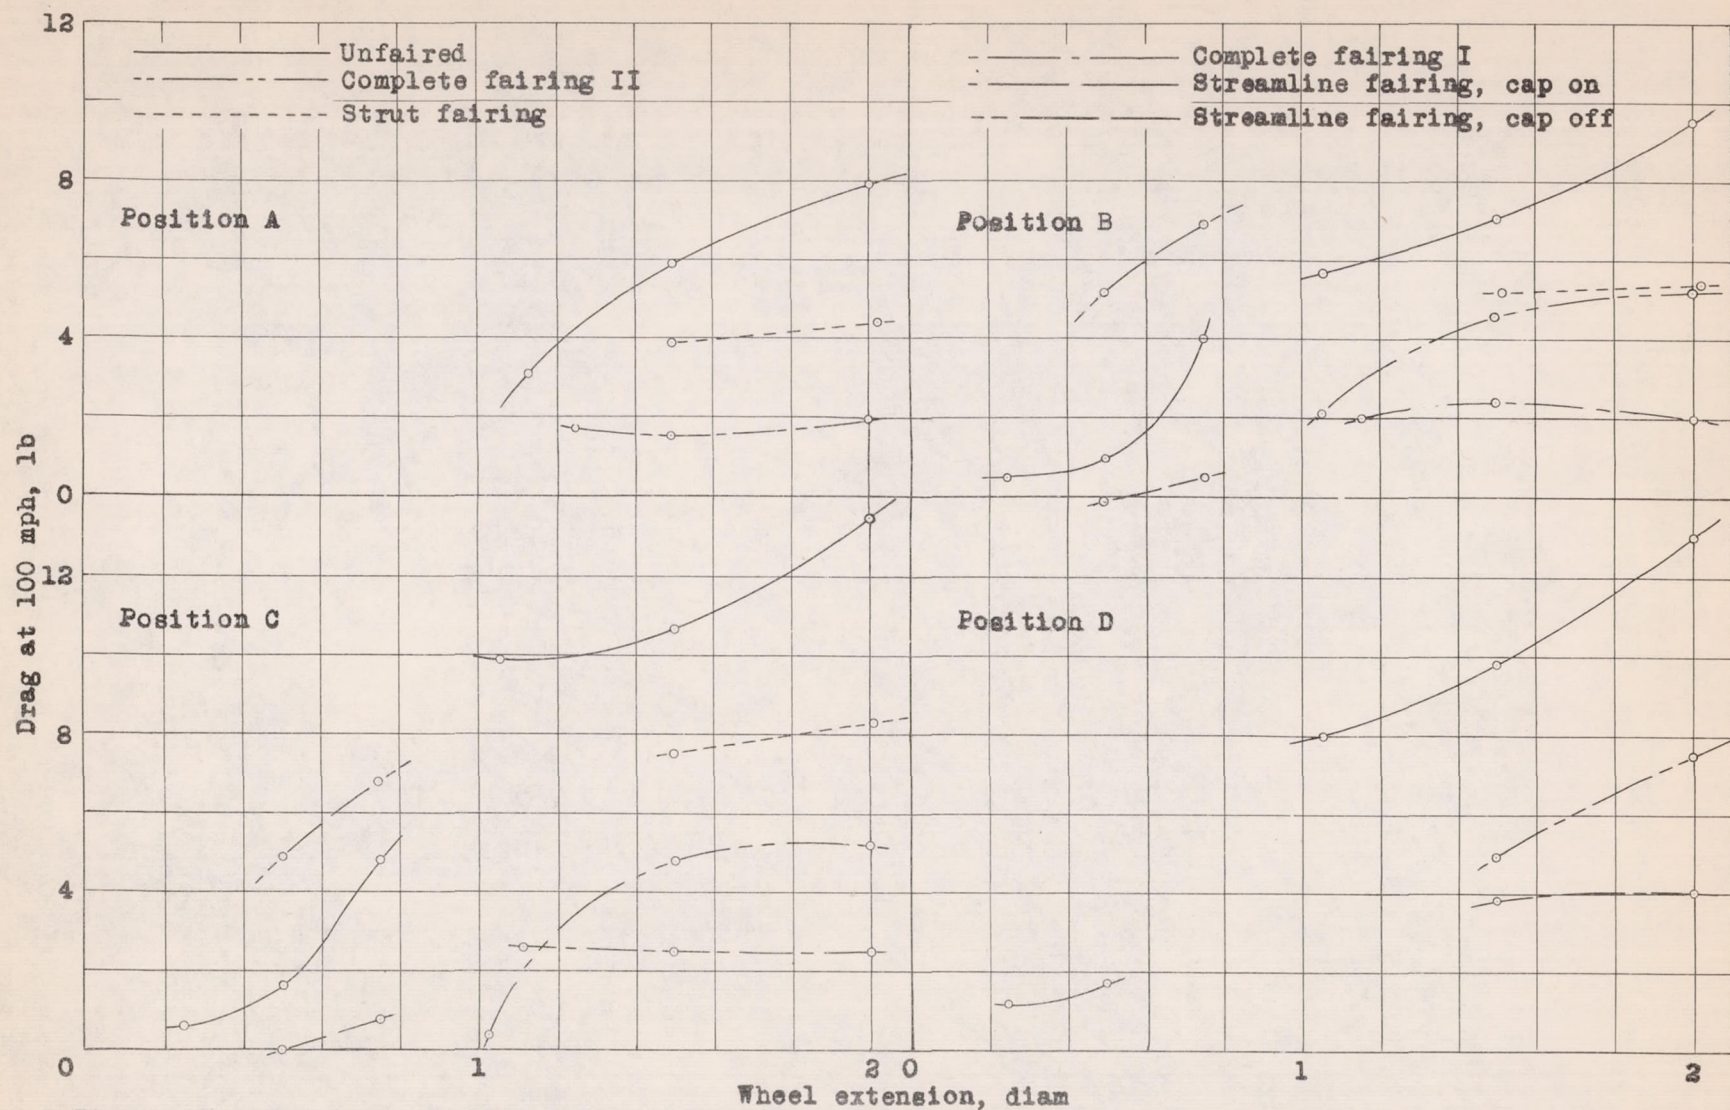 12
Unfaired
Complete fairing II
Strut fairing
Complete fairing I
Streamline fairing, cap on
Streamline fairing, cap off
8
Position A
Position B
4
0
Drag at 100 mph, lb
12
Position C
Position D
8
4
0
1
2
0
1
2
Wheel extension, diam